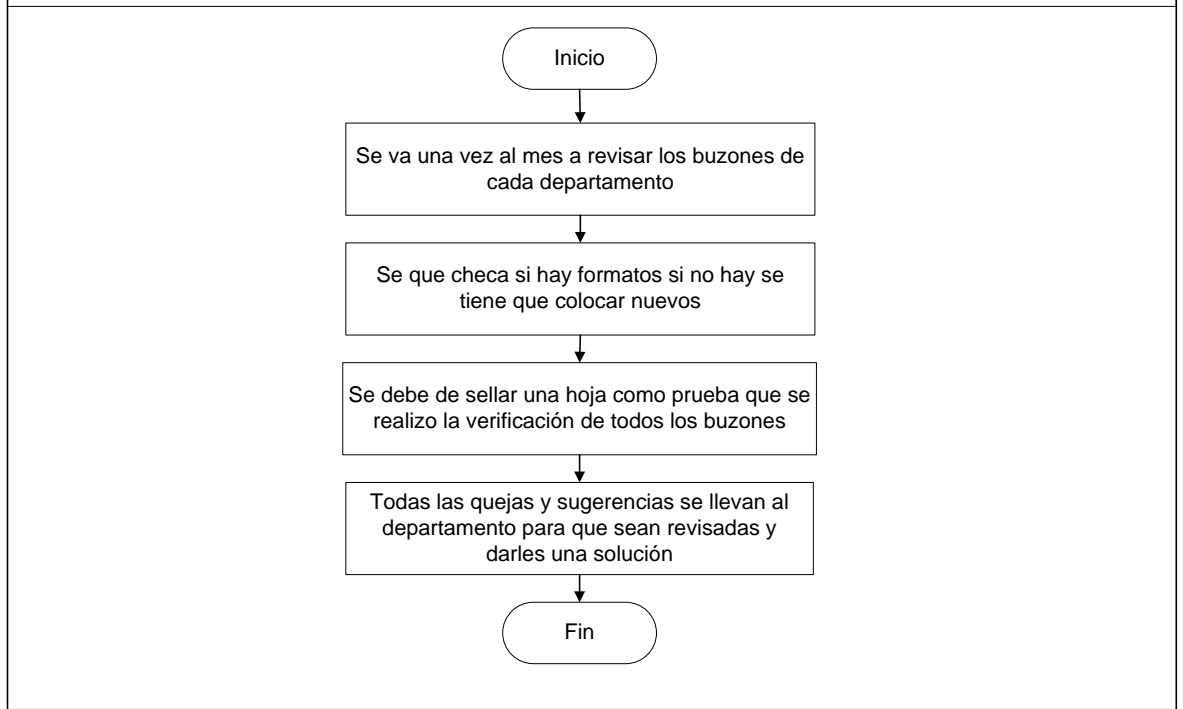 Inicio
Se va una vez al mes a revisar los buzones de
cada departamento
Se que checa si hay formatos si no hay se
tiene que colocar nuevos
Se debe de sellar una hoja como prueba que se
realizo la verificación de todos los buzones
Todas las quejas y sugerencias se llevan al
departamento para que sean revisadas y
darles una solución
Fin